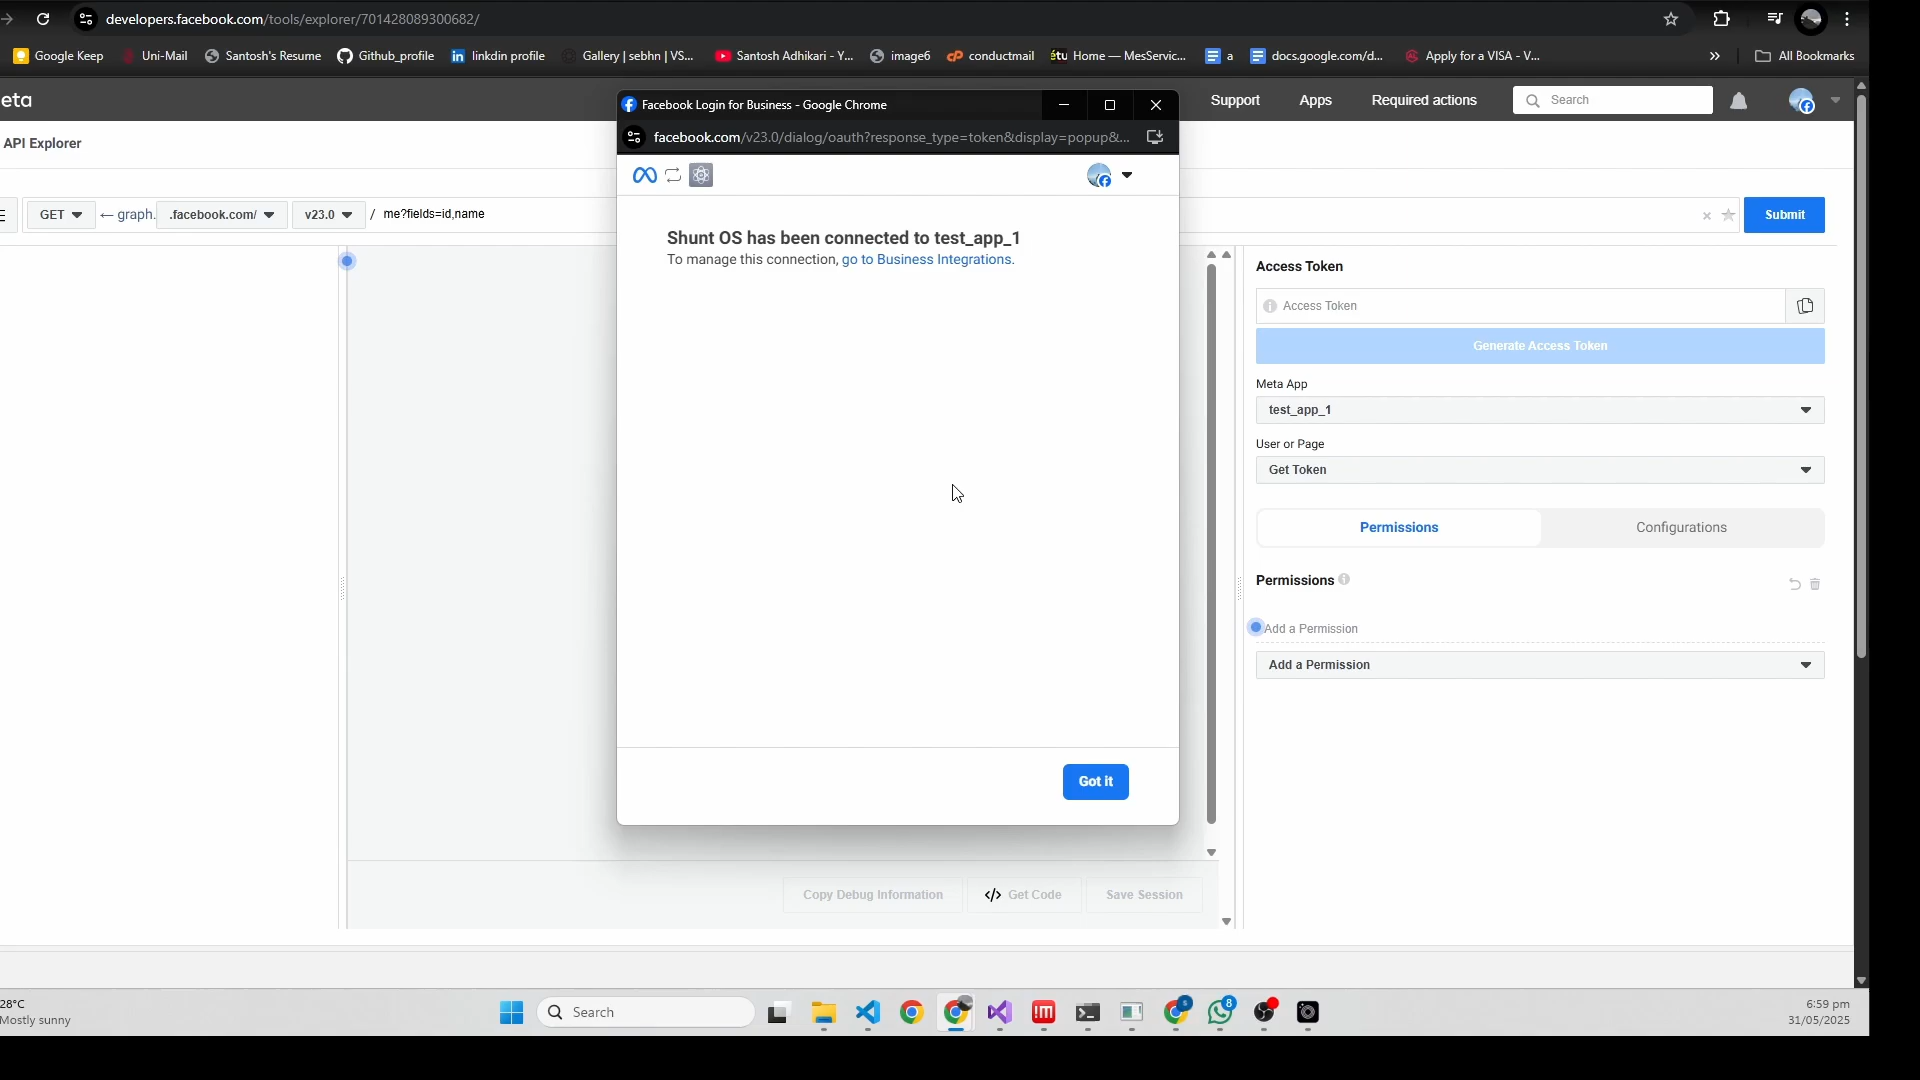 developers.facebook.com/tools/explorer/701428089300682/
Google Keep
Uni-Mail
Santosh's Resume
Github_profile
linkdin profile
Gallery | sebhn | VS...
Santosh Adhikari - Y...
image6
conductmail
étu Home — MesServic...
a
docs.google.com/d...
Apply for a VISA - V...
»
All Bookmarks
eta
Support
Apps
Required actions
Search
API Explorer
Facebook Login for Business - Google Chrome
facebook.com/v23.0/dialog/oauth?response_type=token&display=popup&...
GET
← graph.
.facebook.com/
v23.0
/ me?fields=id,name
Submit
Shunt OS has been connected to test_app_1
To manage this connection, go to Business Integrations.
Got it
Access Token
Access Token
Generate Access Token
Meta App
test_app_1
User or Page
Get Token
Permissions
Configurations
Permissions
Add a Permission
Add a Permission
Copy Debug Information
</> Get Code
Save Session
28°C
Mostly sunny
Search
8
6:59 pm
31/05/2025